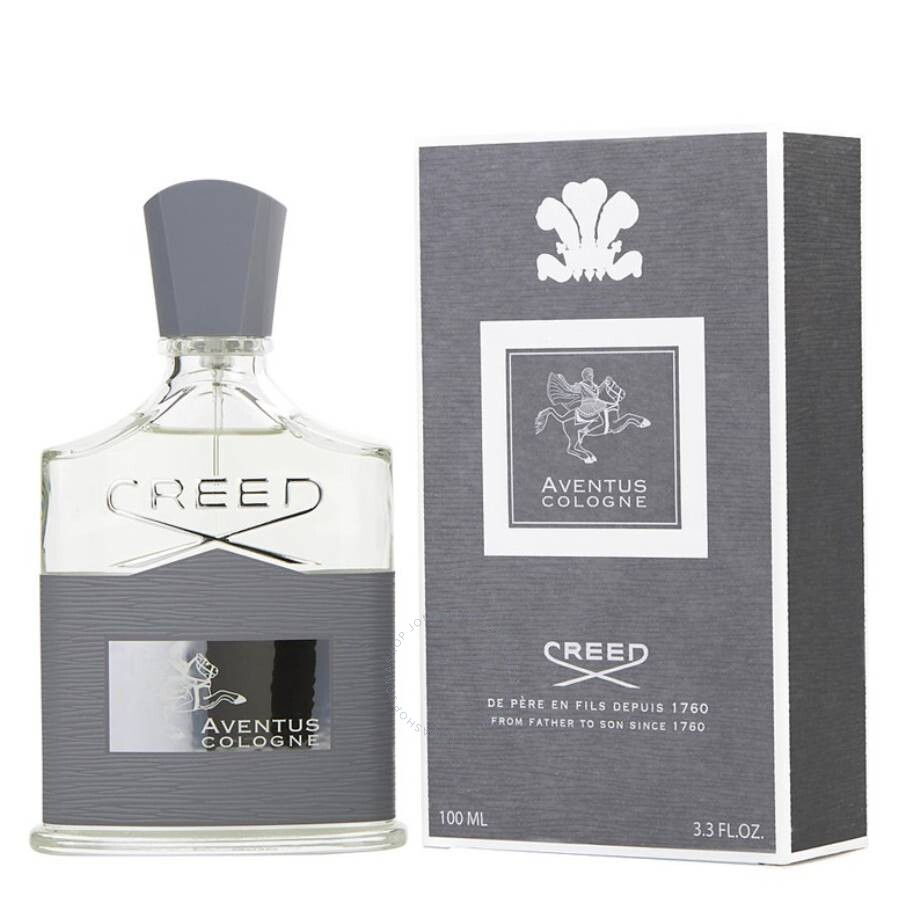 CREED
AVENTUS
COLOGNE
AVENTUS
COLOGNE
CREED
DE PÈRE EN FILS DEPUIS 1760
FROM FATHER TO SON SINCE 1760
100 ML
3.3 FL.OZ.